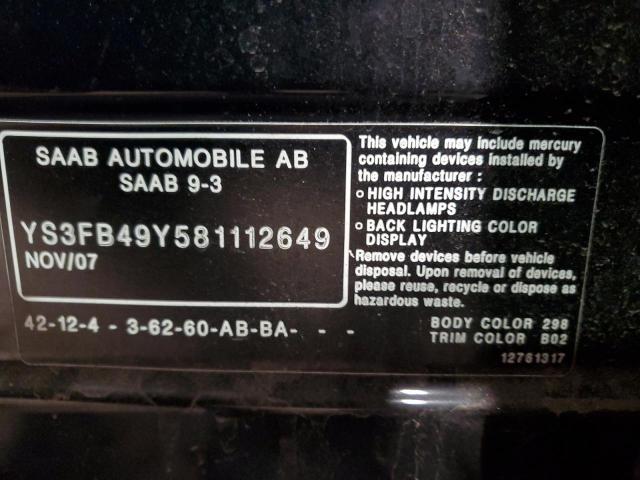 SAAB AUTOMOBILE AB
SAAB 9-3
YS3FB49Y581112649
NOV/07
This vehicle may include mercury
containing devices installed by
the manufacturer :
o HIGH INTENSITY DISCHARGE
HEADLAMPS
o BACK LIGHTING COLOR
DISPLAY
Remove devices before vehicle
disposal. Upon removal of devices,
please reuse, recycle or dispose as
hazardous waste.
42-12-4 - 3-62-60-AB-BA- - -
BODY COLOR 298
TRIM COLOR B02
12761317